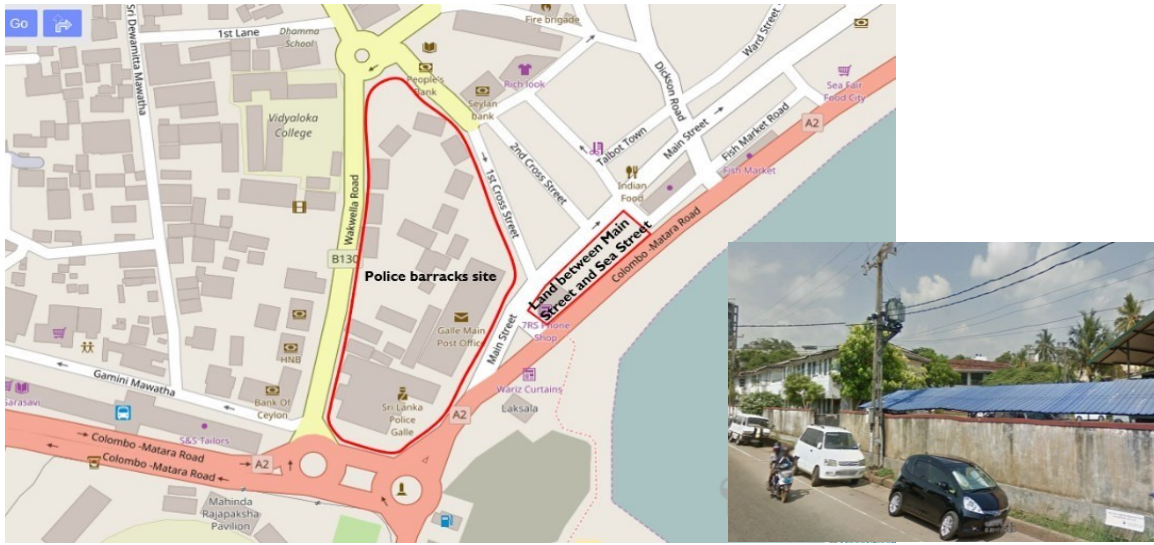 Go
Sri Dewamitta Mawatha
1st Lane
Dhamma
School
Fire brigade
People's
Bank
Seylan
bank
Rich look
Dickson Road
Ward Street
Sea Fair
Food City
A2
Vidyaloka
College
Wakwella Road
B130
1st Cross Street
2nd Cross Street
Talbot Town
Main Street
Fish Market Road
Fish Market
Indian
Food
Police barracks site
Land between Main
Street and Sea Street
Colombo -Matara Road
Galle Main
Post Office
Main Street
7RS Phone
Shop
HNB
Gamini Mawatha
Sarasavi
Bank Of
Ceylon
Sri Lanka
Police
Galle
Wariz Curtains
Laksala
A2
S&S Tailors
Colombo -Matara Road
Colombo -Matara Road
A2
Mahinda
Rajapaksha
Pavilion